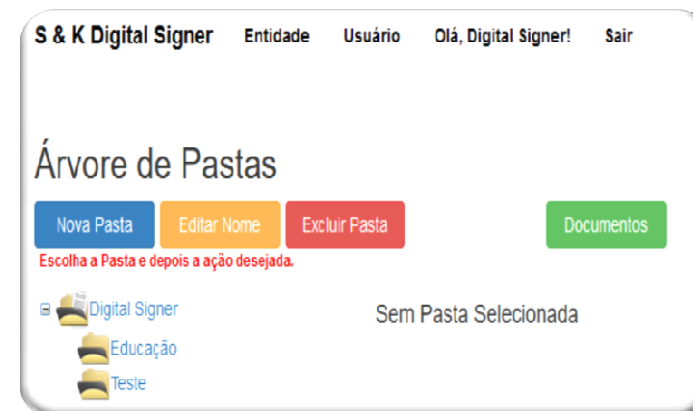 S & K Digital Signer Entidade Usuário Olá, Digital Signer! Sair
Árvore de Pastas
Nova Pasta Editar Nome Excluir Pasta Documentos
Escolha a Pasta e depois a ação desejada.
Digital Signer Sem Pasta Selecionada
Educação
Teste